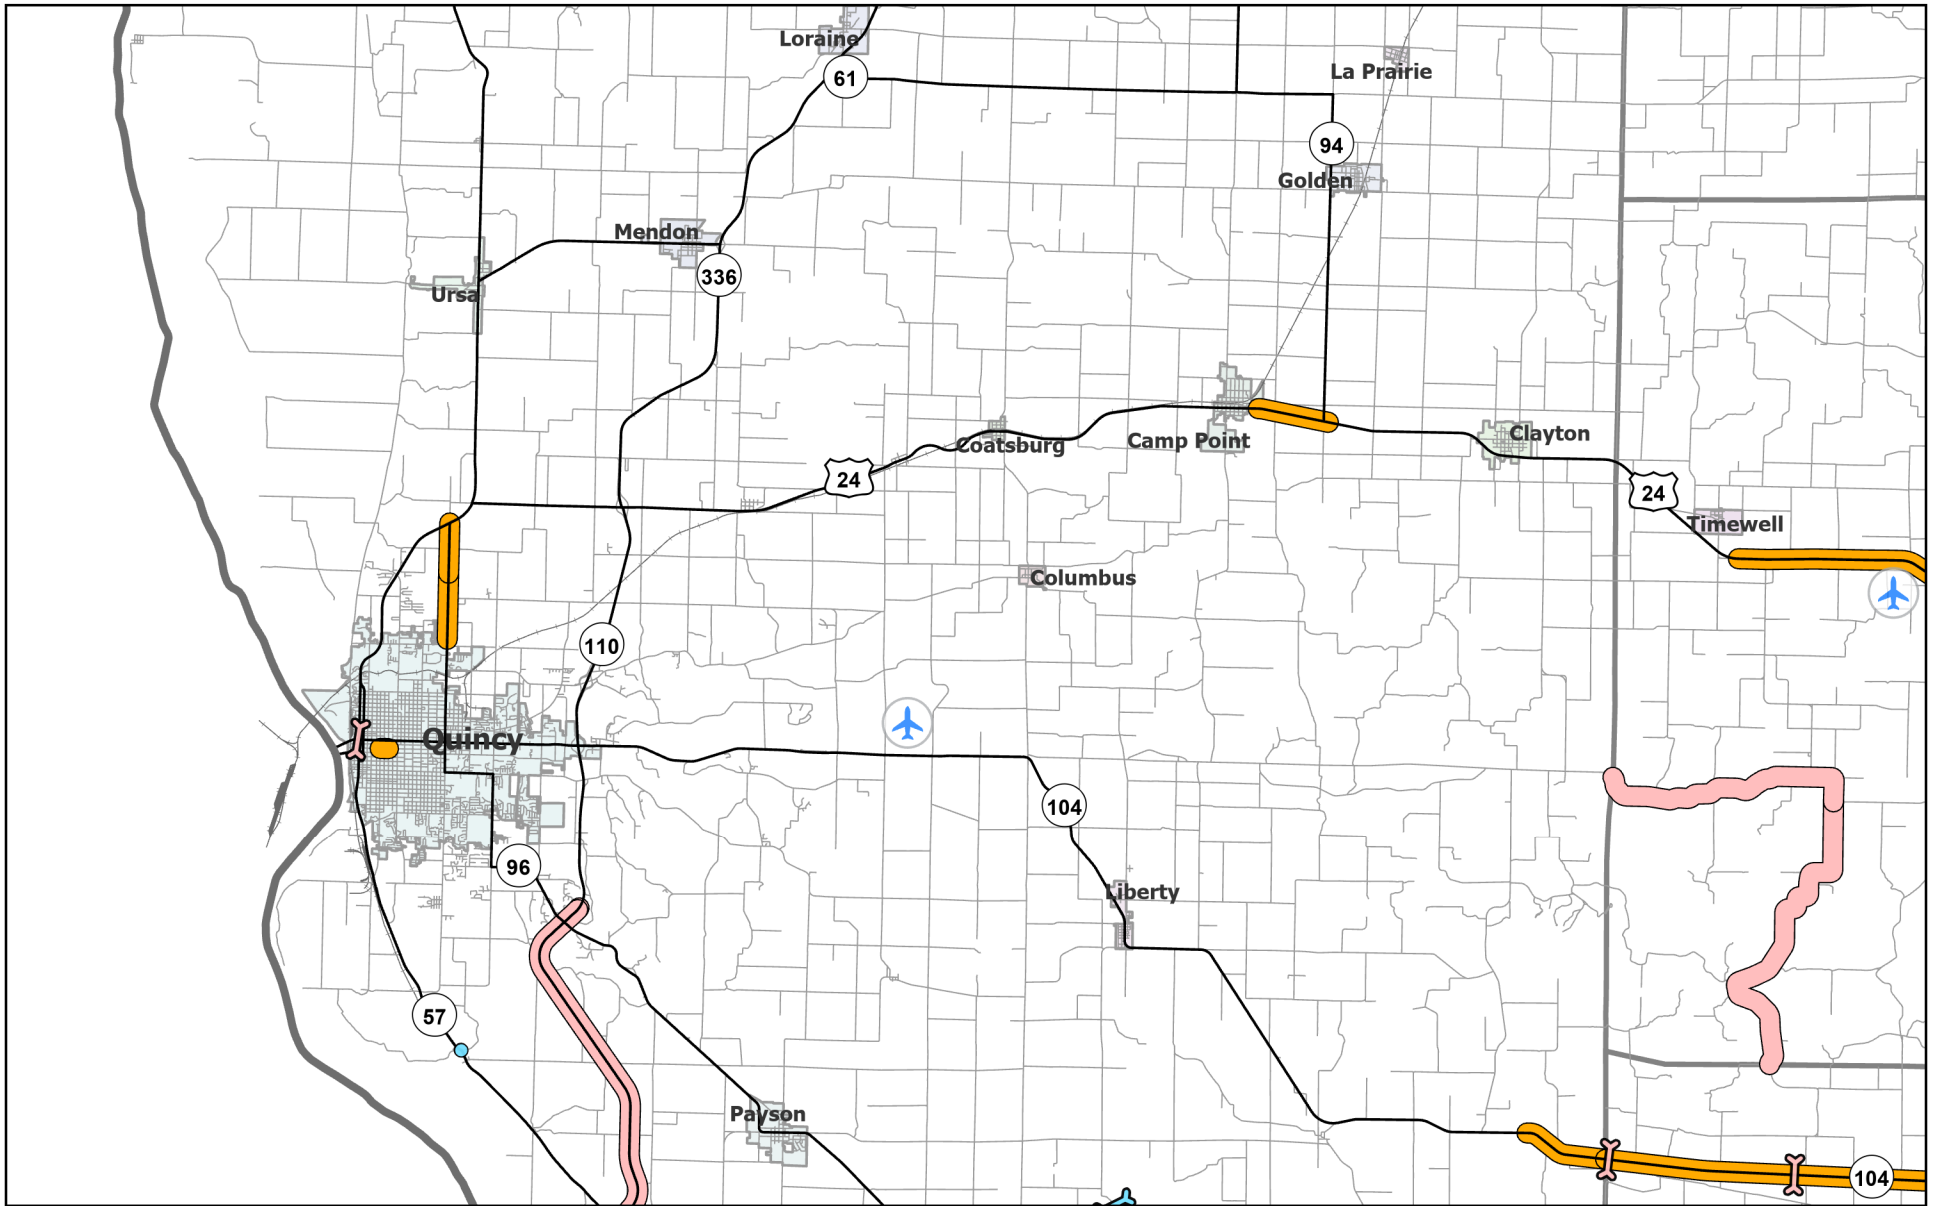 Loraine
61
La Prairie
94
Golden
Mendon
336
Ursa
Coatsburg
Camp Point
Clayton
24
24
Timewell
Columbus
110
Quincy
104
96
Liberty
57
Payson
104